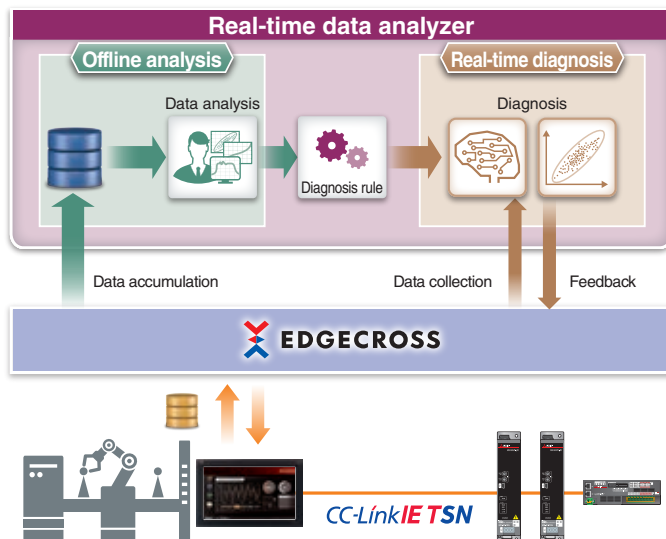 Real-time data analyzer
Offline analysis
Real-time diagnosis
Data analysis
Diagnosis
Diagnosis rule
Data accumulation
Data collection
Feedback
EDGECROSS
CC-Link IE TSN